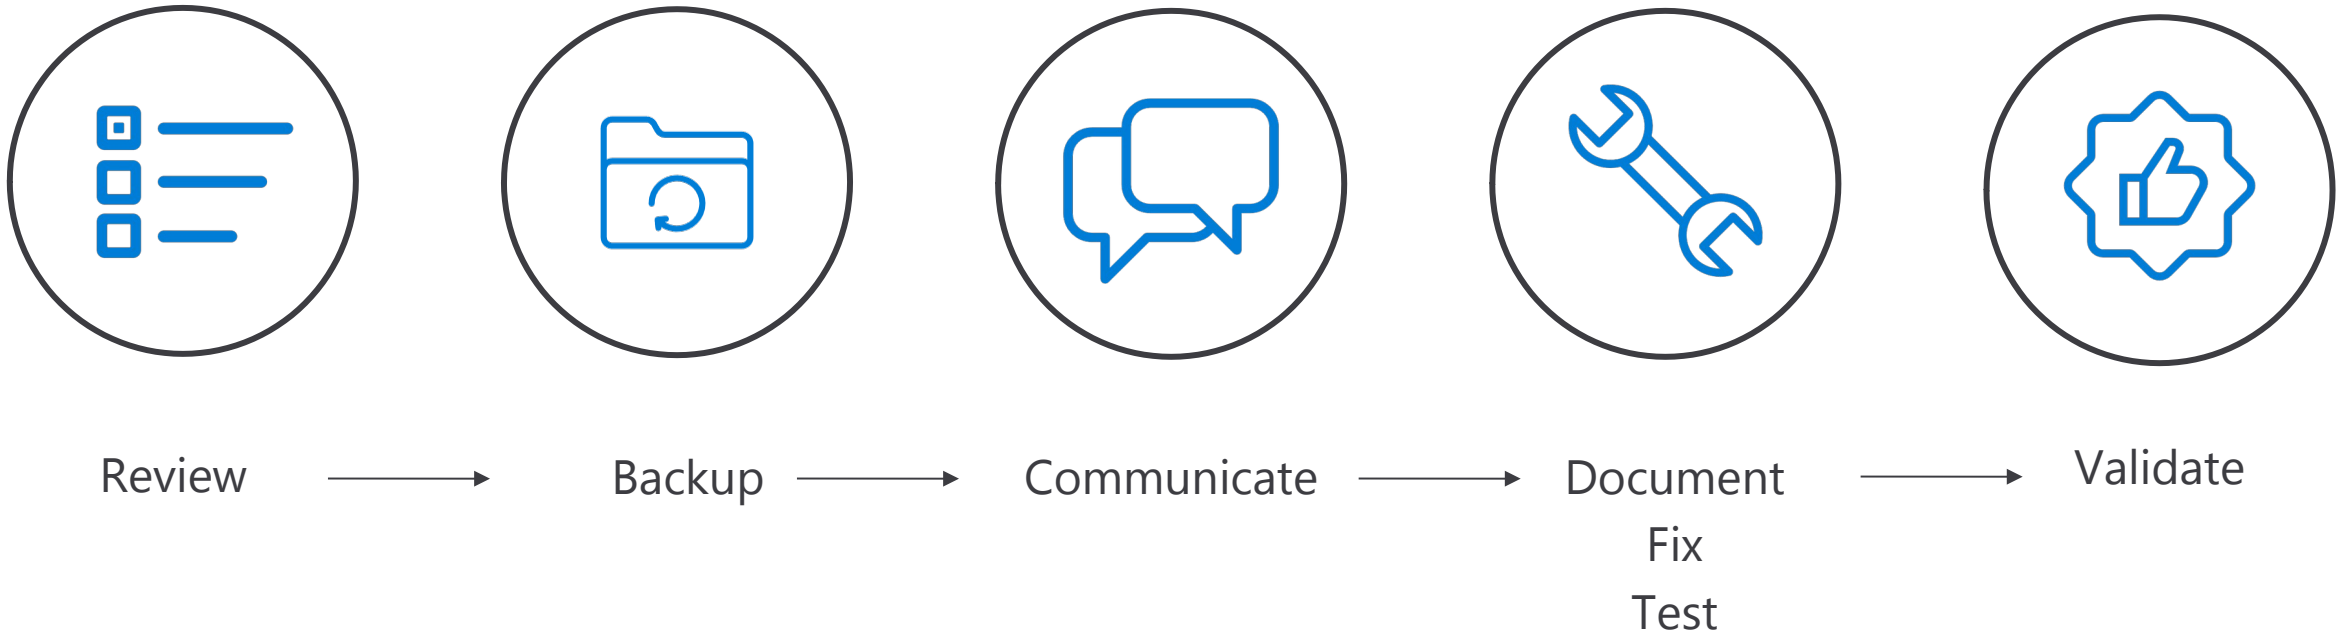 Review
Backup
Communicate
Document
Fix
Test
Validate